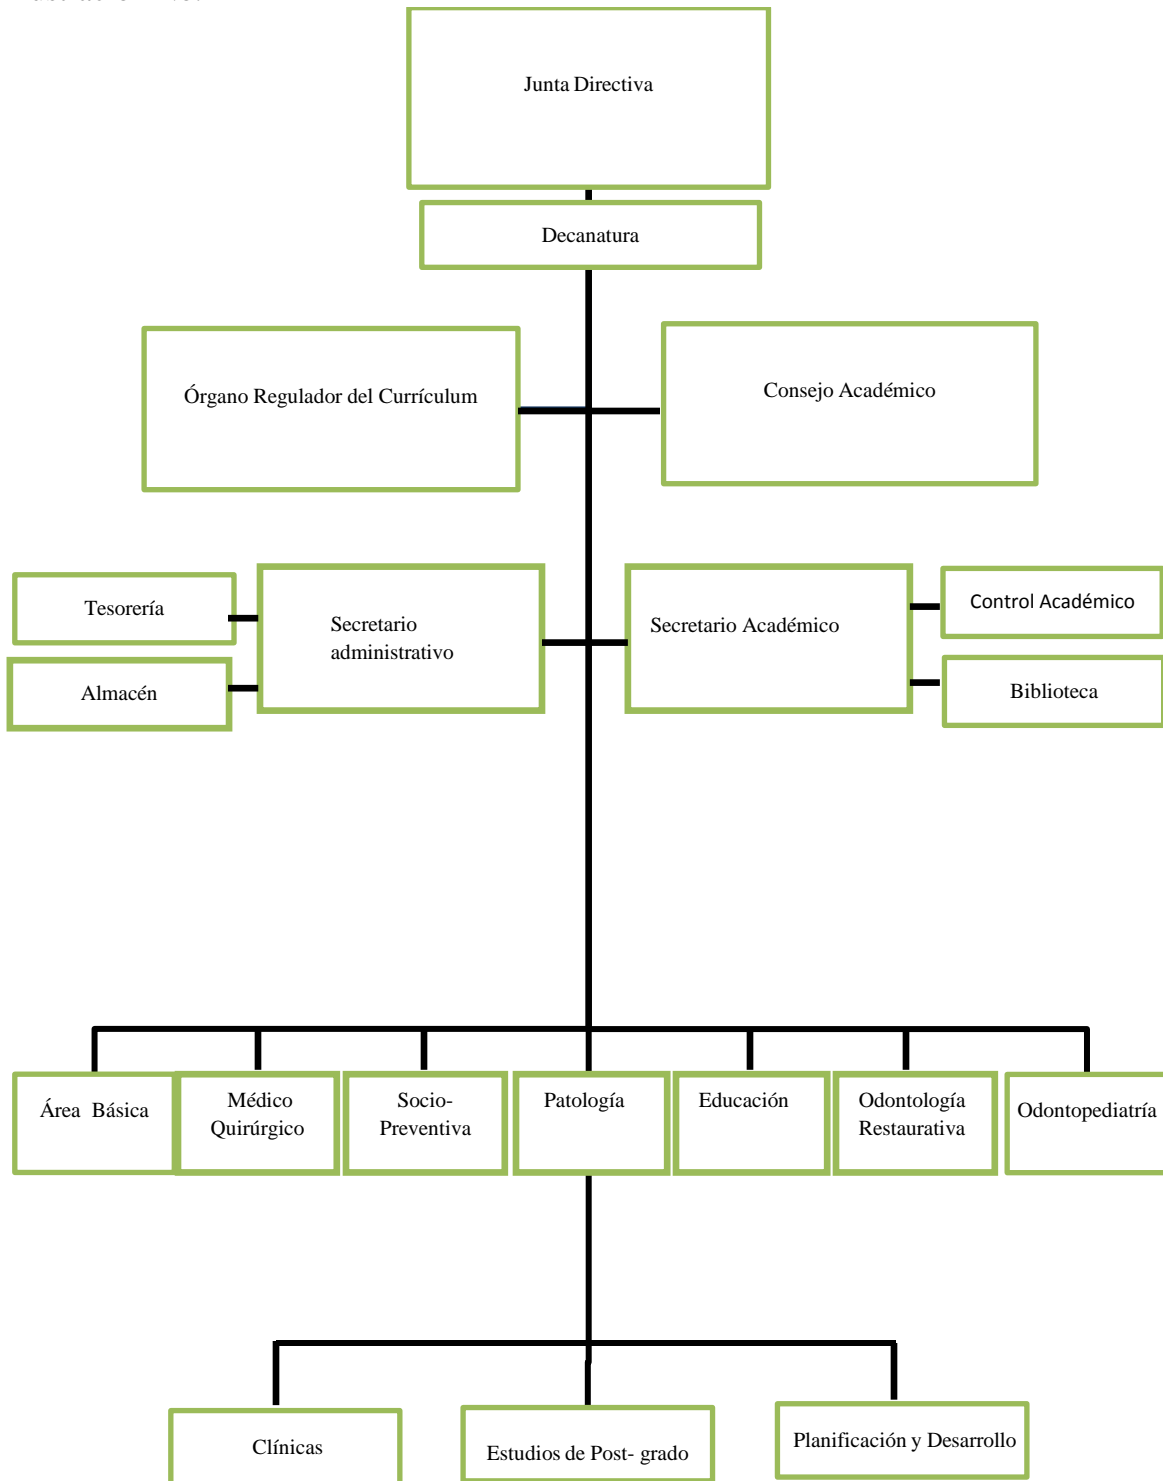 Junta Directiva
Decanatura
Órgano Regulador del Currículum
Consejo Académico
Tesorería
Almacén
Secretario
administrativo
Secretario Académico
Control Académico
Biblioteca
Área Básica
Médico
Quirúrgico
Socio-
Preventiva
Patología
Educación
Odontología
Restaurativa
Odontopediatría
Clínicas
Estudios de Post- grado
Planificación y Desarrollo